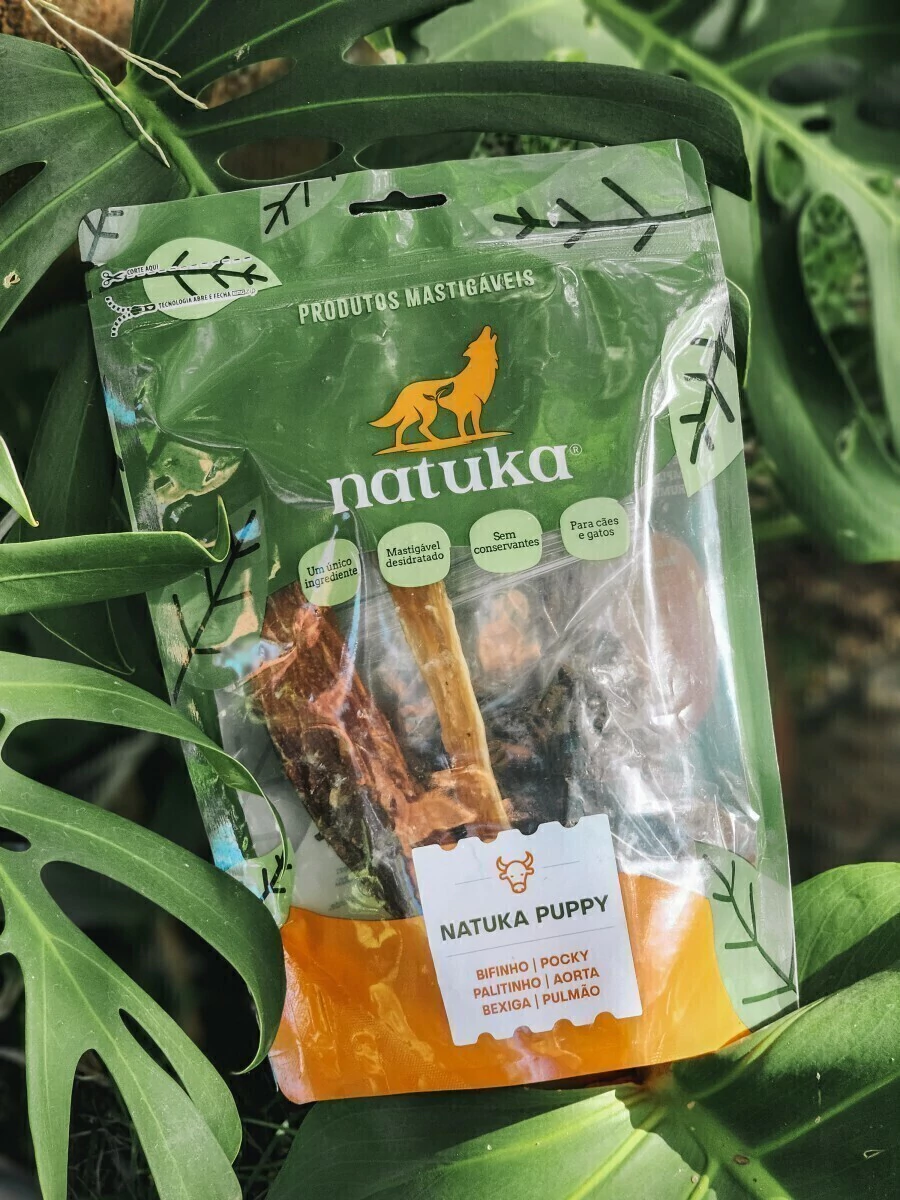 CORTE AQUI
TECNOLOGIA ABRE E FECHA
PRODUTOS MASTIGÁVEIS
natuka®
Um único
ingrediente
Mastigável
desidratado
Sem
conservantes
Para cães
e gatos
NATUKA PUPPY
BIFINHO | POCKY
PALITINHO | AORTA
BEXIGA | PULMÃO